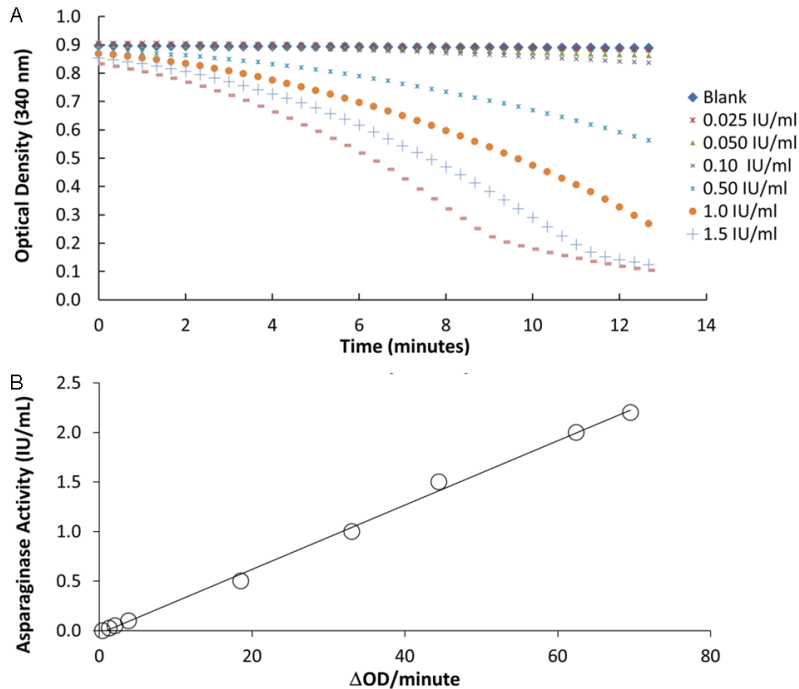 A
Optical Density (340 nm)
1.0
0.9
0.8
0.7
0.6
0.5
0.4
0.3
0.2
0.1
0.0
0 2 4 6 8 10 12 14
Time (minutes)
Blank
0.025 IU/ml
0.050 IU/ml
0.10 IU/ml
0.50 IU/ml
1.0 IU/ml
1.5 IU/ml
B
Asparaginase Activity (IU/mL)
2.5
2.0
1.5
1.0
0.5
0.0
0 20 40 60 80
ΔOD/minute